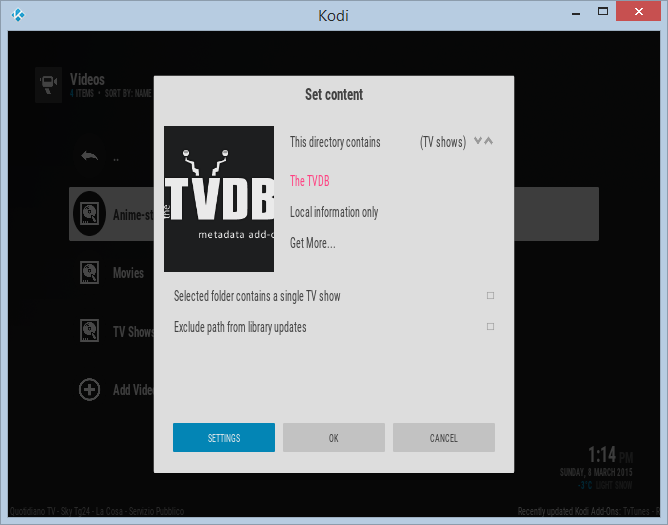 Kodi
Videos
4 ITEMS • SORT BY: NAME
Set content
This directory contains (TV shows)
The TVDB
Local information only
Get More...
the TVDB
metadata add-
..
Anime-st
Movies
TV Shows
Add Vide
Selected folder contains a single TV show
Exclude path from library updates
SETTINGS OK CANCEL
1:14 PM
SUNDAY, 8 MARCH 2015
-3°C LIGHT SNOW
Quotidiano TV - Sky Tg24 - La Cosa - Servizio Pubblico
Recently updated Kodi Add-Ons: TvTunes -